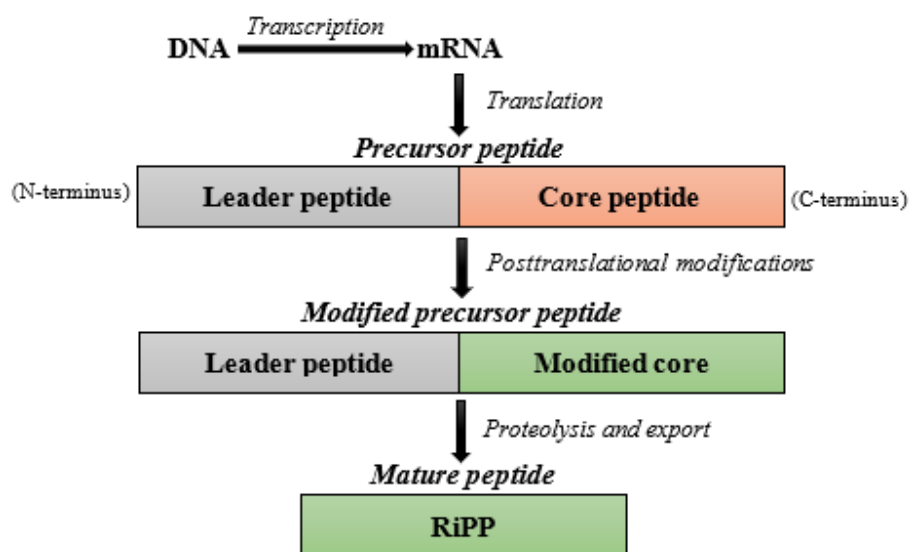 Transcription
DNA mRNA
Translation
Precursor peptide
(N-terminus) Leader peptide Core peptide (C-terminus)
Posttranslational modifications
Modified precursor peptide
Leader peptide Modified core
Proteolysis and export
Mature peptide
RiPP